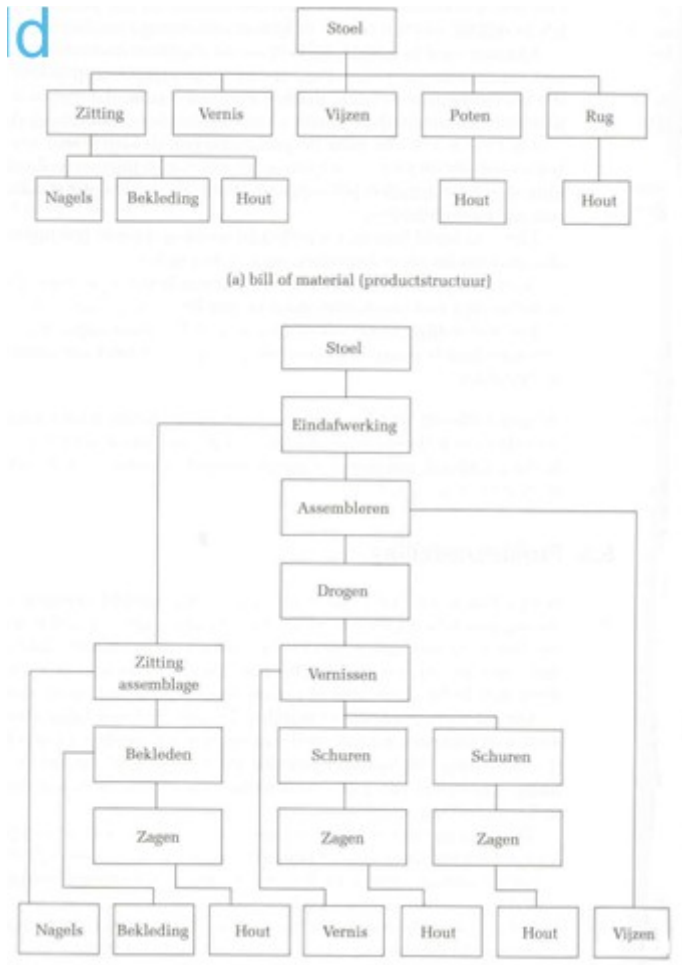 d
Stoel
Zitting
Vernis
Vijzen
Poten
Rug
Nagels
Bekleding
Hout
Hout
Hout
(a) bill of material (productstructuur)
Stoel
Eindafwerking
Assembleren
Drogen
Zitting
assemblage
Vernissen
Bekleden
Schuren
Schuren
Zagen
Zagen
Zagen
Nagels
Bekleding
Hout
Vernis
Hout
Hout
Vijzen